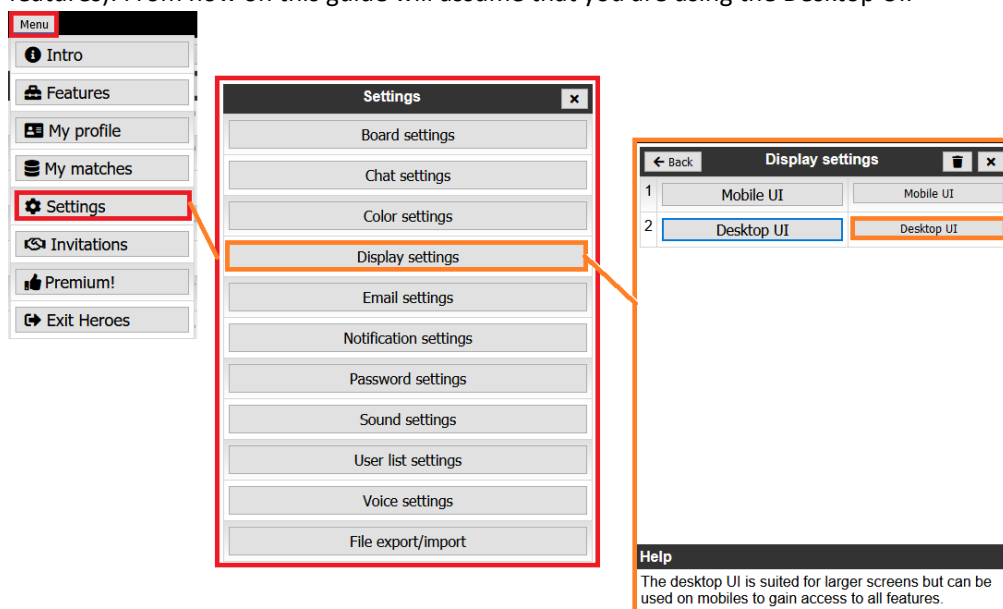 features). From now on this guide will assume that you are using the Desktop UI.
Menu
Intro
Features
My profile
My matches
Settings
Invitations
Premium!
Exit Heroes
Settings
Board settings
Chat settings
Color settings
Display settings
Email settings
Notification settings
Password settings
Sound settings
User list settings
Voice settings
File export/import
Back Display settings
1 Mobile UI Mobile UI
2 Desktop UI Desktop UI
Help
The desktop UI is suited for larger screens but can be
used on mobiles to gain access to all features.